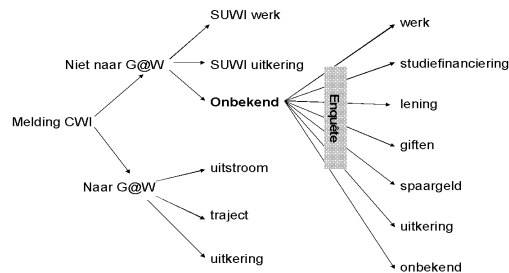 Melding CWI
Niet naar G@W
Naar G@W
SUWI werk
SUWI uitkering
Onbekend
uitstroom
traject
uitkering
Enquête
werk
studiefinanciering
lening
giften
spaargeld
uitkering
onbekend